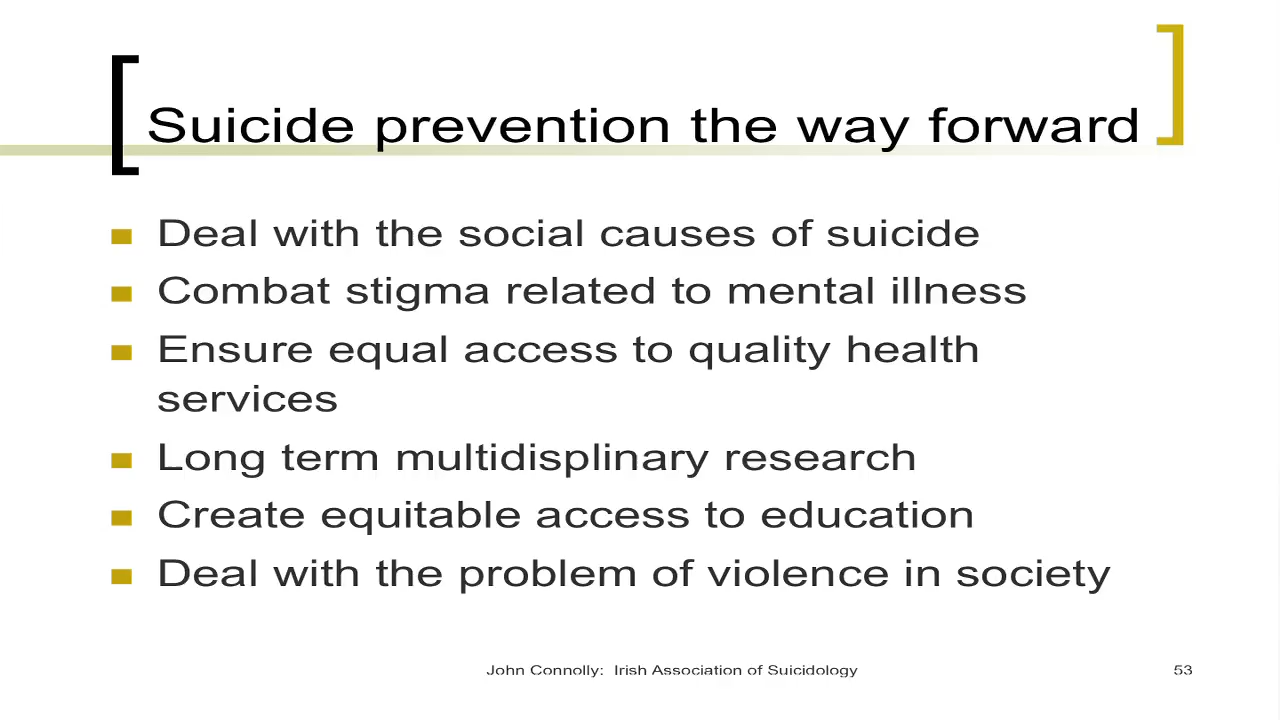 Suicide prevention the way forward
Deal with the social causes of suicide
Combat stigma related to mental illness
Ensure equal access to quality health
services
Long term multidisplinary research
Create equitable access to education
Deal with the problem of violence in society
John Connolly: Irish Association of Suicidology
53